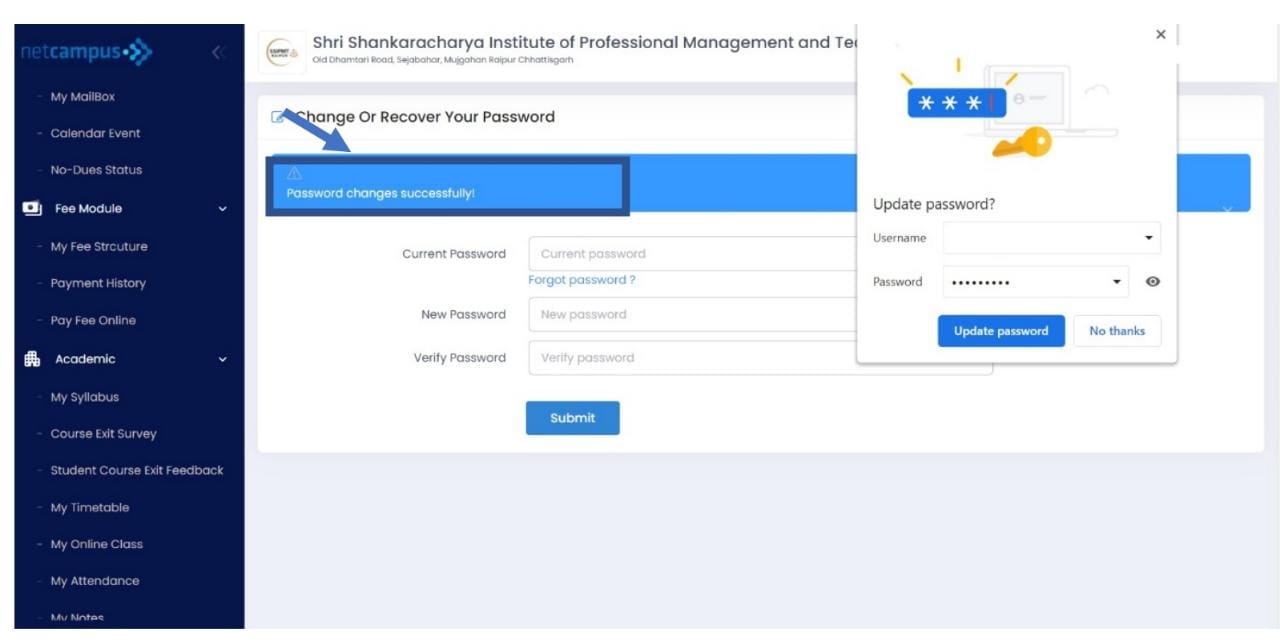 netcampus
My MailBox
Calendar Event
No-Dues Status
Fee Module
My Fee Strcuture
Payment History
Pay Fee Online
Academic
My Syllabus
Course Exit Survey
Student Course Exit Feedback
My Timetable
My Online Class
My Attendance
My Notes
Shri Shankaracharya Institute of Professional Management and Te
Old Dhamtari Road, Sejabahar, Mujgahan Raipur Chhattisgarh
Change Or Recover Your Password
Password changes successfully!
Current Password
Current password
Forgot password ?
New Password
New password
Verify Password
Verify password
Submit
* * *
Update password?
Username
Password
Update password
No thanks